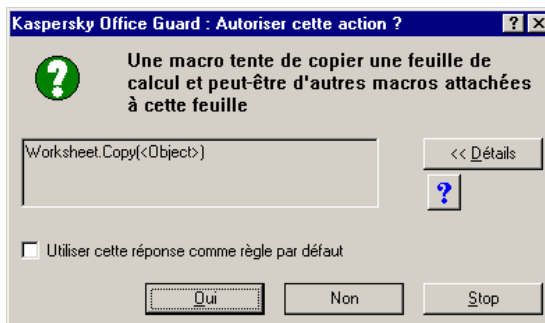 Kaspersky Office Guard : Autoriser cette action ?
Une macro tente de copier une feuille de
calcul et peut-être d'autres macros attachées
à cette feuille
Worksheet.Copy(<Object>)
<< Détails
?
Utiliser cette réponse comme règle par défaut
Oui
Non
Stop